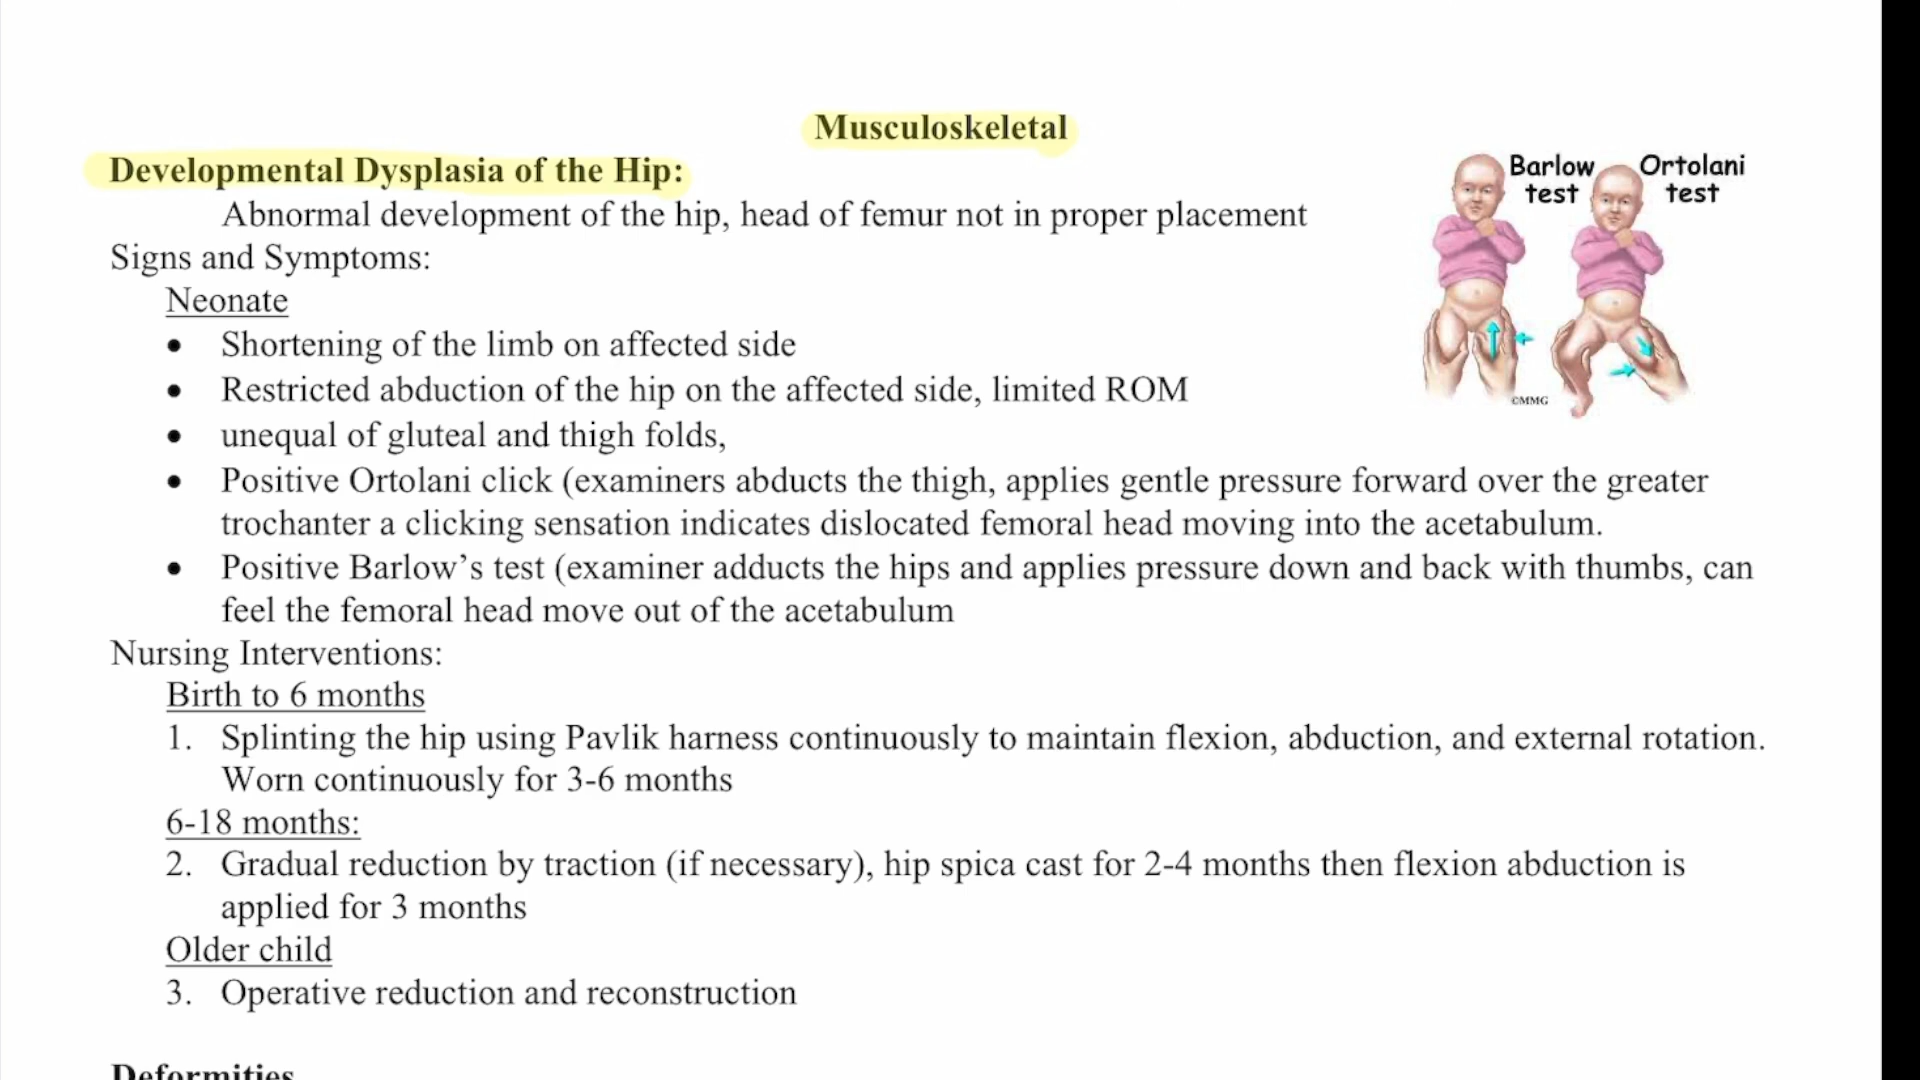 Musculoskeletal
Developmental Dysplasia of the Hip:
Abnormal development of the hip, head of femur not in proper placement
Signs and Symptoms:
Neonate
• Shortening of the limb on affected side
• Restricted abduction of the hip on the affected side, limited ROM
• unequal of gluteal and thigh folds,
• Positive Ortolani click (examiners abducts the thigh, applies gentle pressure forward over the greater
trochanter a clicking sensation indicates dislocated femoral head moving into the acetabulum.
• Positive Barlow’s test (examiner adducts the hips and applies pressure down and back with thumbs, can
feel the femoral head move out of the acetabulum
Nursing Interventions:
Birth to 6 months
1. Splinting the hip using Pavlik harness continuously to maintain flexion, abduction, and external rotation.
Worn continuously for 3-6 months
6-18 months:
2. Gradual reduction by traction (if necessary), hip spica cast for 2-4 months then flexion abduction is
applied for 3 months
Older child
3. Operative reduction and reconstruction
Deformities
Barlow
test
Ortolani
test
©MMG